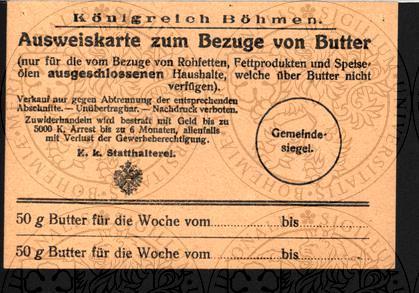 Königreich Böhmen.
Ausweiskarte zum Bezuge von Butter
(nur für die vom Bezuge von Rohfetten, Fettprodukten und Speise-
ölen ausgeschlossenen Haushalte, welche über Butter nicht
verfügen).
Verkauf nur gegen Abtrennung der entsprechenden
Abschnitte. — Unübertragbar. — Nachdruck verboten.
Zuwiderhandeln wird bestraft mit Geld bis zu
5000 K, Arrest bis zu 6 Monaten, allenfalls
mit Verlust der Gewerbeberechtigung.
K. k. Statthalterei.
Gemeinde-
siegel.
50 g Butter für die Woche vom..................bis..................
50 g Butter für die Woche vom..................bis..................